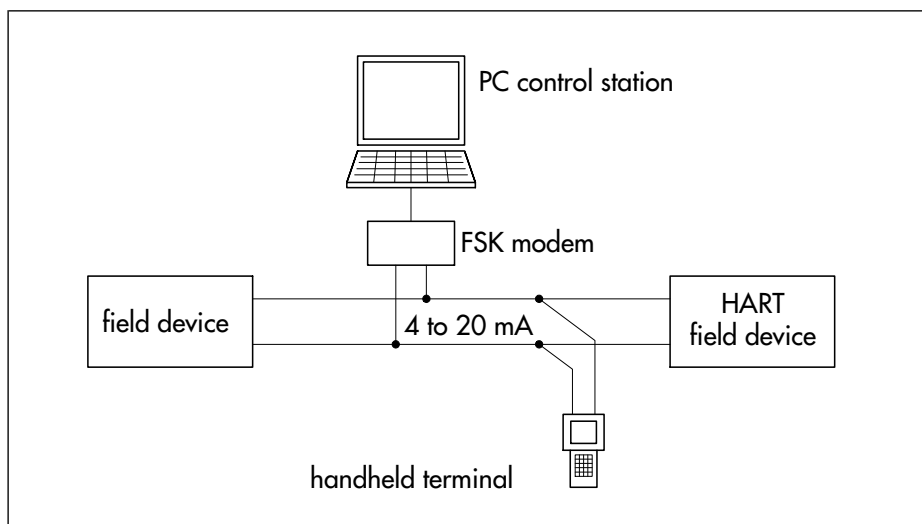 PC control station
FSK modem
field device
4 to 20 mA
HART
field device
handheld terminal